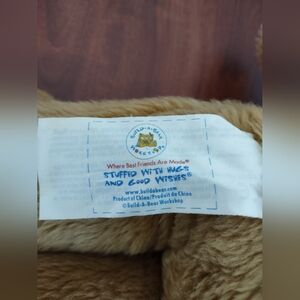 BUILD-A-BEAR
WORKSHOP
Where Best Friends Are Made®
STUFFED WITH HUGS
AND GOOD WISHES®
www.buildabear.com
Product of China/Produit de Chine
©Build-A-Bear Workshop